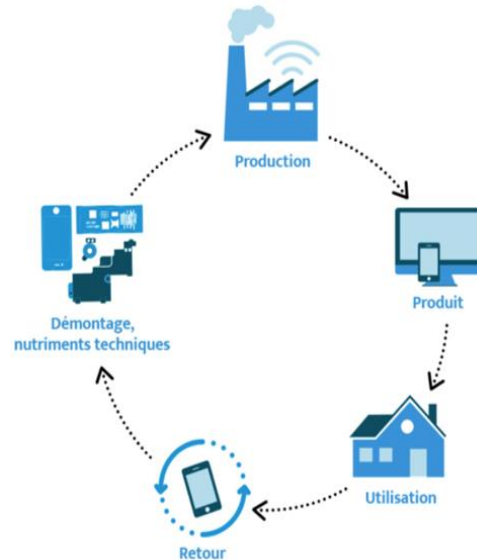 Production
Produit
Utilisation
Retour
Démontage,
nutriments techniques